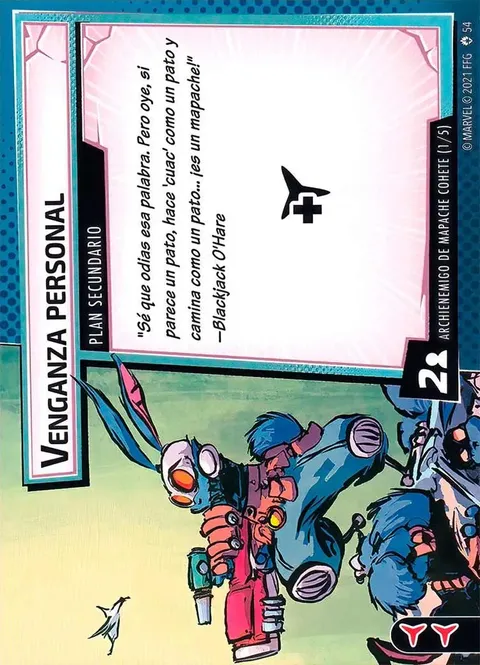 VENGANZA PERSONAL
PLAN SECUNDARIO
"Sé que odias esa palabra. Pero oye, si
parece un pato, hace 'cuac' como un pato y
camina como un pato... ¡es un mapache!"
–Blackjack O'Hare
2
ARCHIENEMIGO DE MAPACHE COHETE (1/5)
© MARVEL © 2021 FFG 54